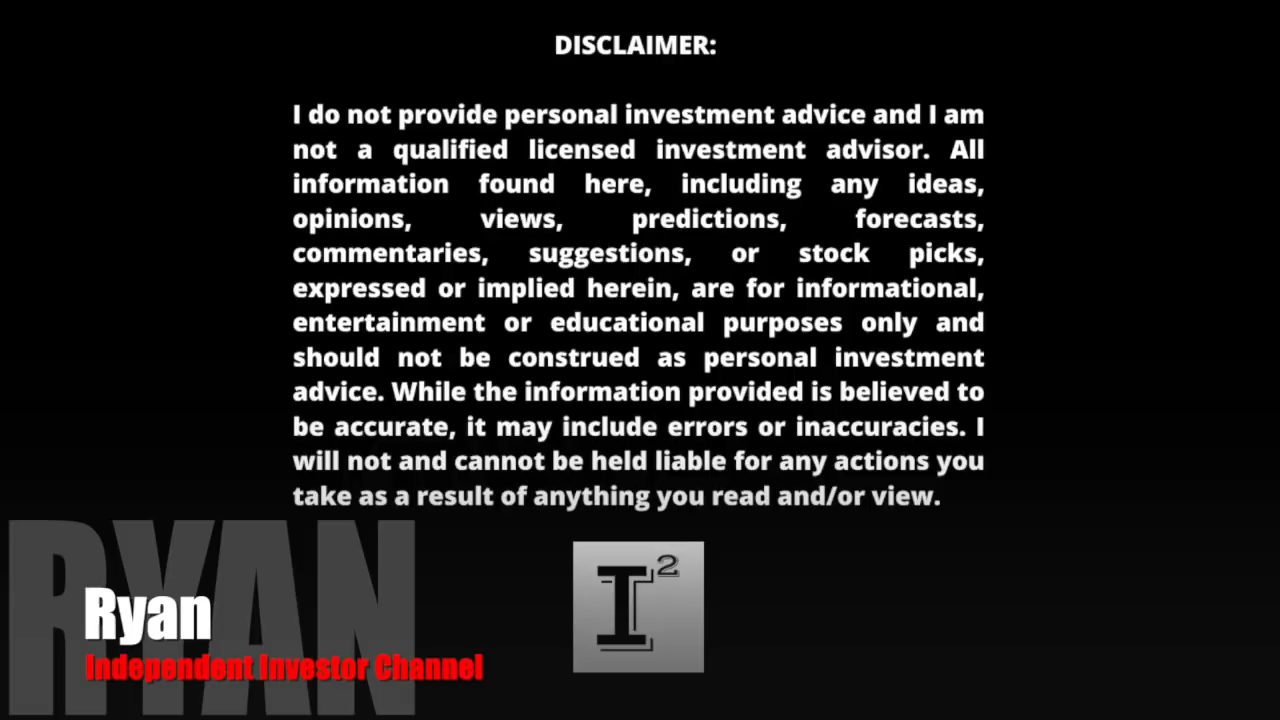 DISCLAIMER:
I do not provide personal investment advice and I am
not a qualified licensed investment advisor. All
information found here, including any ideas,
opinions, views, predictions, forecasts,
commentaries, suggestions, or stock picks,
expressed or implied herein, are for informational,
entertainment or educational purposes only and
should not be construed as personal investment
advice. While the information provided is believed to
be accurate, it may include errors or inaccuracies. I
will not and cannot be held liable for any actions you
take as a result of anything you read and/or view.
RYAN
Ryan
Independent Investor Channel
I²